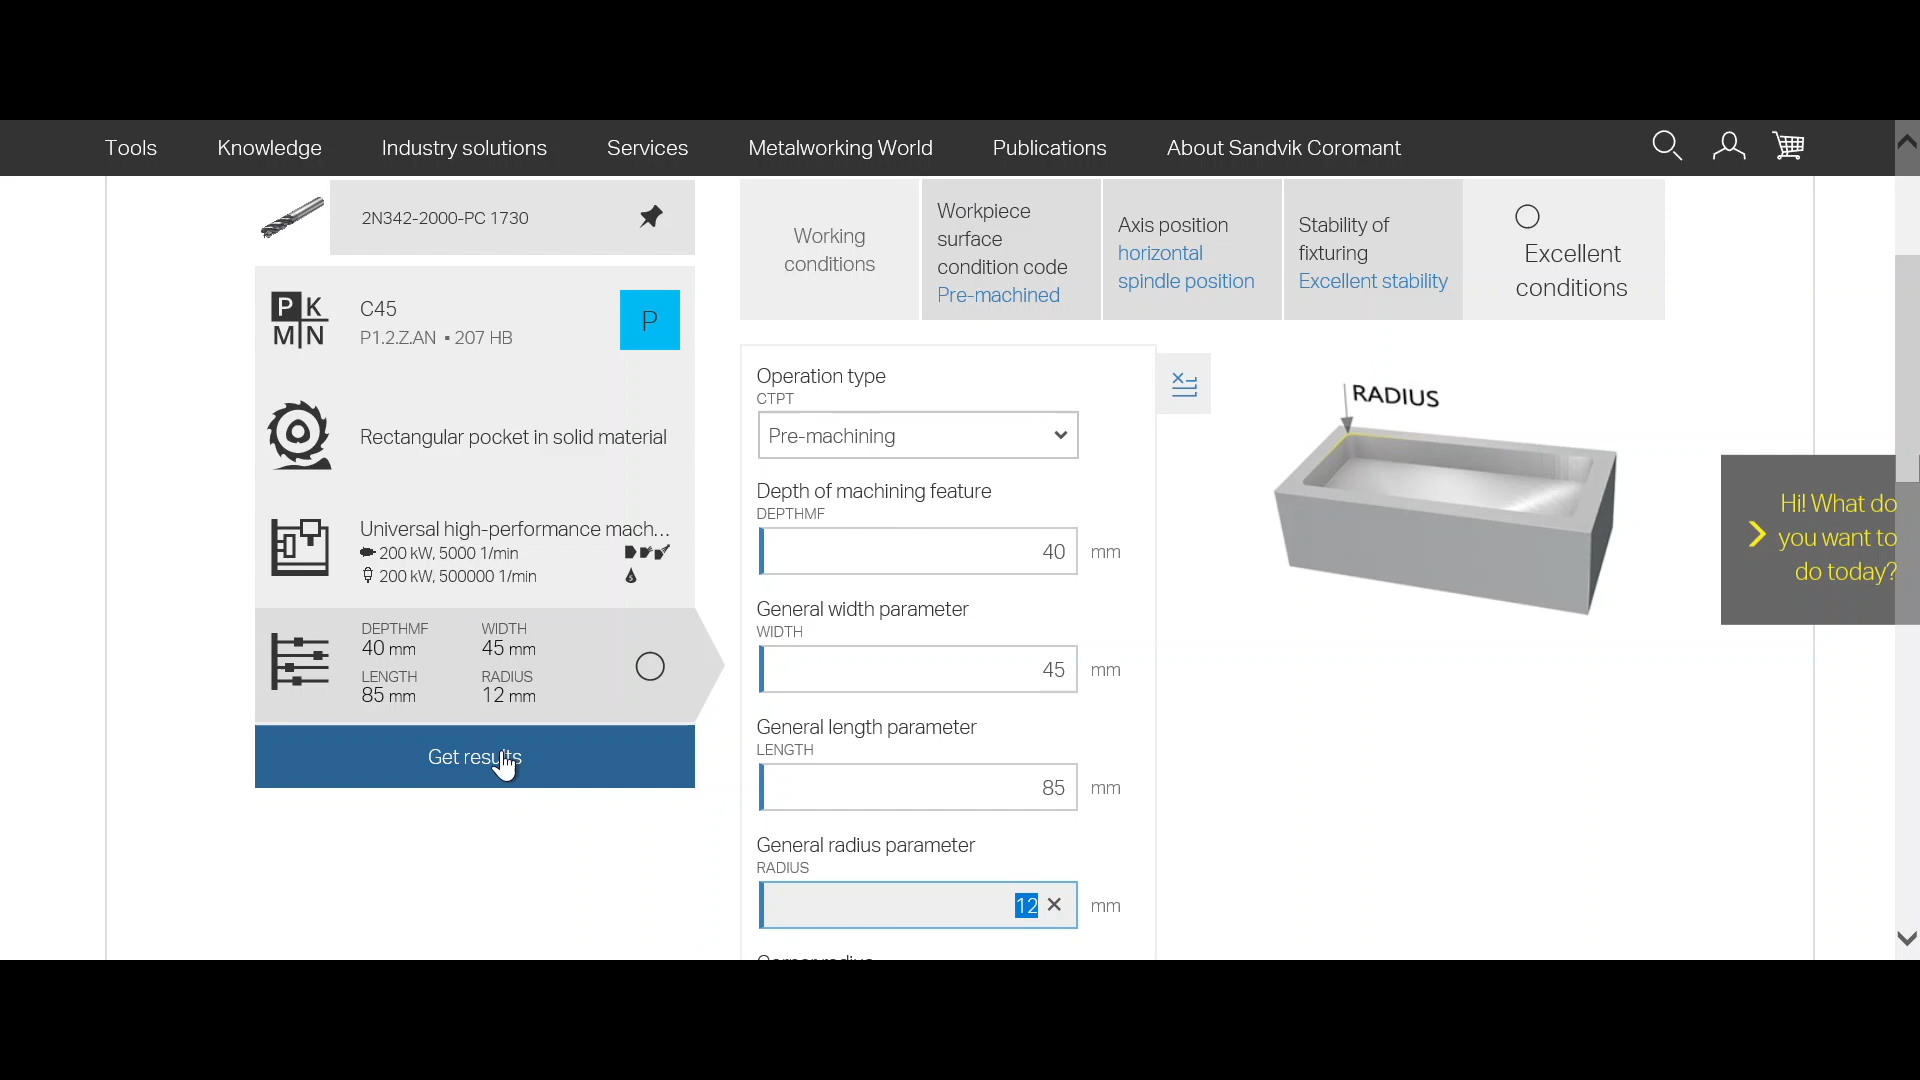 Tools Knowledge Industry solutions Services Metalworking World Publications About Sandvik Coromant
2N342-2000-PC 1730
P K
M N
C45
P1.2.Z.AN • 207 HB
P
Rectangular pocket in solid material
Universal high-performance mach...
200 kW, 5000 1/min
200 kW, 500000 1/min
DEPTHMF WIDTH
40 mm 45 mm
LENGTH RADIUS
85 mm 12 mm
Get results
Working
conditions
Workpiece
surface
condition code
Pre-machined
Axis position
horizontal
spindle position
Stability of
fixturing
Excellent stability
Excellent
conditions
Operation type
CTPT
Pre-machining
Depth of machining feature
DEPTHMF
40 mm
General width parameter
WIDTH
45 mm
General length parameter
LENGTH
85 mm
General radius parameter
RADIUS
12 mm
RADIUS
Hi! What do
you want to
do today?